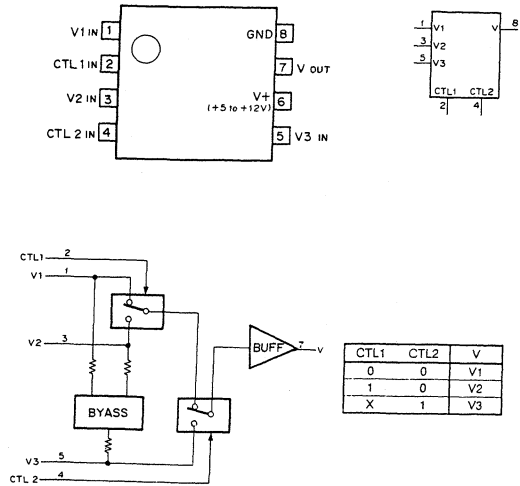 V1 IN 1
CTL 1 IN 2
V2 IN 3
CTL 2 IN 4
GND 8
7 V OUT
V+ 6
(+5 to +12V)
5 V3 IN
1 V1 V 8
3 V2
5 V3
CTL1 CTL2
2 4
CTL1 2
V1 1
V2 3
BYASS
V3 5
CTL 2 4
BUFF 7 V
CTL1 CTL2 V
0 0 V1
1 0 V2
X 1 V3